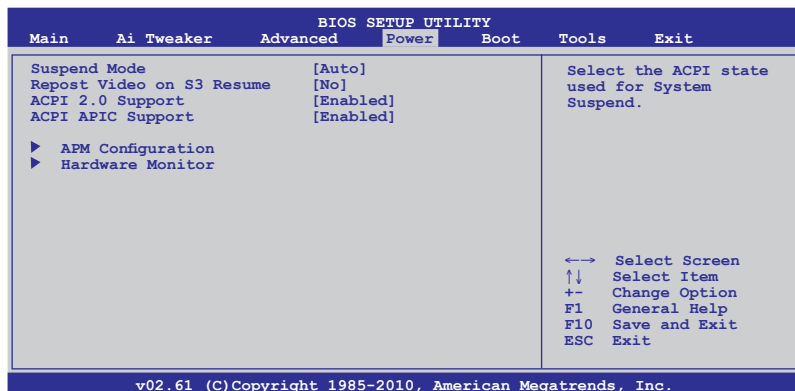 BIOS SETUP UTILITY
Main Ai Tweaker Advanced Power Boot Tools Exit
Suspend Mode [Auto]
Repost Video on S3 Resume [No]
ACPI 2.0 Support [Enabled]
ACPI APIC Support [Enabled]
▶ APM Configuration
▶ Hardware Monitor
Select the ACPI state
used for System
Suspend.
←→ Select Screen
↑↓ Select Item
+- Change Option
F1 General Help
F10 Save and Exit
ESC Exit
v02.61 (C)Copyright 1985-2010, American Megatrends, Inc.